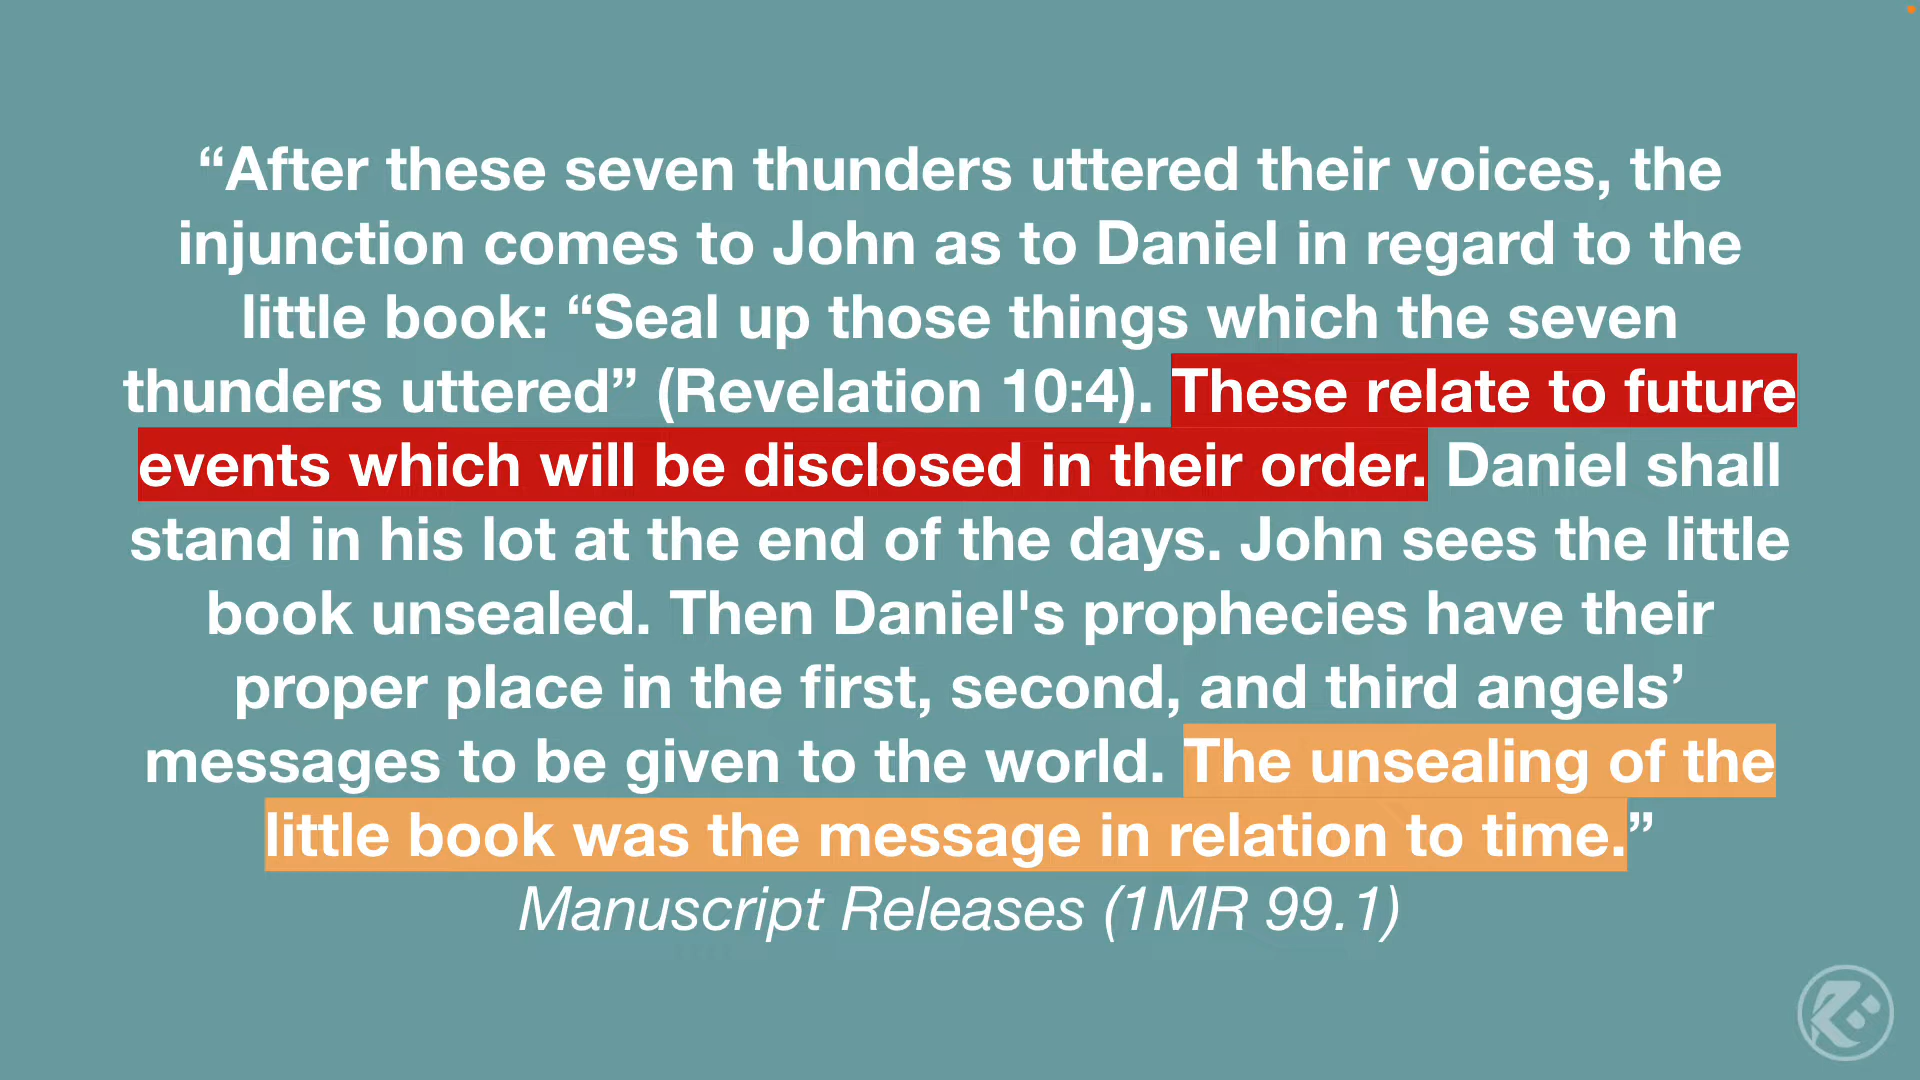 “After these seven thunders uttered their voices, the
injunction comes to John as to Daniel in regard to the
little book: “Seal up those things which the seven
thunders uttered” (Revelation 10:4). These relate to future
events which will be disclosed in their order. Daniel shall
stand in his lot at the end of the days. John sees the little
book unsealed. Then Daniel's prophecies have their
proper place in the first, second, and third angels’
messages to be given to the world. The unsealing of the
little book was the message in relation to time.”
Manuscript Releases (1MR 99.1)